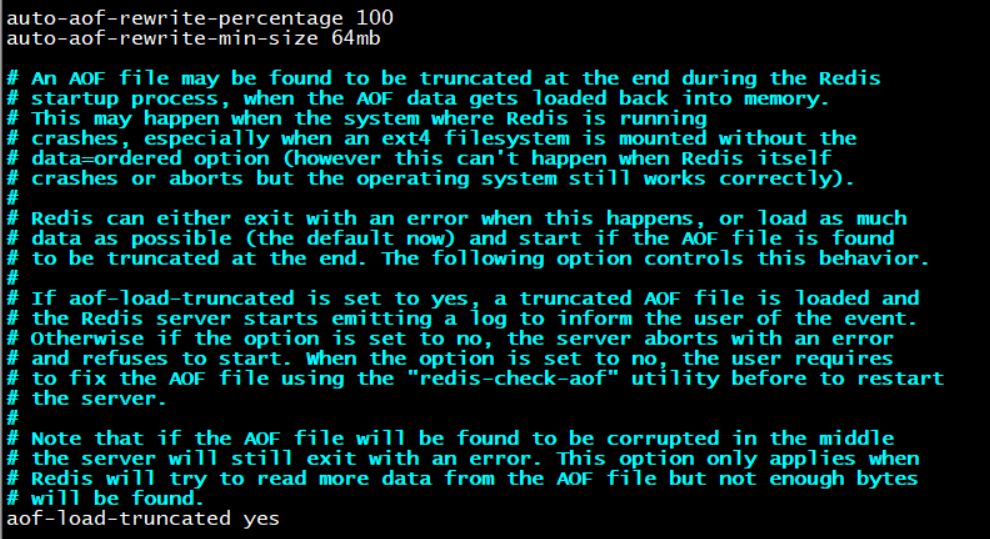 auto-aof-rewrite-percentage 100
auto-aof-rewrite-min-size 64mb
# An AOF file may be found to be truncated at the end during the Redis
# startup process, when the AOF data gets loaded back into memory.
# This may happen when the system where Redis is running
# crashes, especially when an ext4 filesystem is mounted without the
# data=ordered option (however this can't happen when Redis itself
# crashes or aborts but the operating system still works correctly).
#
# Redis can either exit with an error when this happens, or load as much
# data as possible (the default now) and start if the AOF file is found
# to be truncated at the end. The following option controls this behavior.
#
# If aof-load-truncated is set to yes, a truncated AOF file is loaded and
# the Redis server starts emitting a log to inform the user of the event.
# Otherwise if the option is set to no, the server aborts with an error
# and refuses to start. When the option is set to no, the user requires
# to fix the AOF file using the "redis-check-aof" utility before to restart
# the server.
#
# Note that if the AOF file will be found to be corrupted in the middle
# the server will still exit with an error. This option only applies when
# Redis will try to read more data from the AOF file but not enough bytes
# will be found.
aof-load-truncated yes